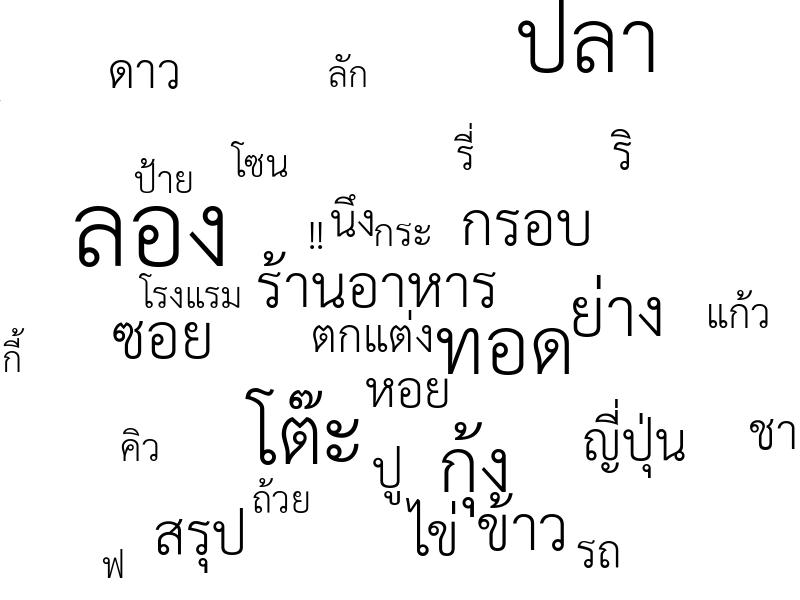 ปลา
ดาว
ลัก
รี่
ริ
โซน
ป้าย
ลอง
!!
นึง
กระ
กรอบ
ร้านอาหาร
โรงแรม
ย่าง
แก้ว
ซอย
ตกแต่ง
ทอด
กี้
หอย
โต๊ะ
คิว
ปู
กุ้ง
ญี่ปุ่น
ชา
ถ้วย
สรุป
ไข่
ข้าว
รถ
ฟ